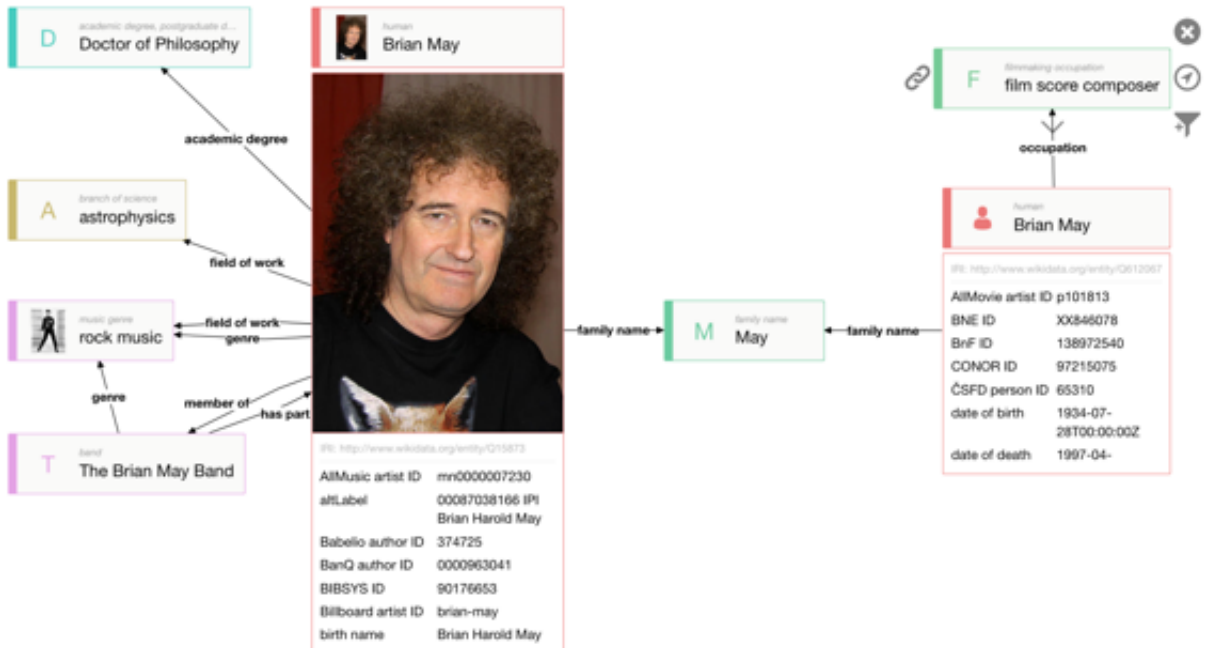 D
academic degree, postgraduate d...
Doctor of Philosophy
academic degree
A
branch of science
astrophysics
field of work
music genre
rock music
field of work
genre
genre
member of
has part
T
band
The Brian May Band
human
Brian May
IRI: http://www.wikidata.org/entity/Q15873
AllMusic artist ID mn0000007230
altLabel 00087038166 IPI
Brian Harold May
Babelio author ID 374725
BanQ author ID 0000963041
BIBSYS ID 90176653
Billboard artist ID brian-may
birth name Brian Harold May
family name
M
family name
May
family name
F
filmmaking occupation
film score composer
occupation
human
Brian May
IRI: http://www.wikidata.org/entity/Q612067
AllMovie artist ID p101813
BNE ID XX846078
BnF ID 138972540
CONOR ID 97215075
ČSFD person ID 65310
date of birth 1934-07-
28T00:00:00Z
date of death 1997-04-